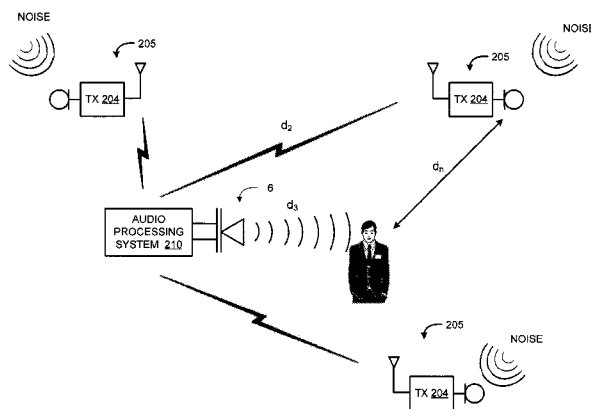 NOISE
205
TX 204
NOISE
205
TX 204
d2
dn
6
d3
AUDIO
PROCESSING
SYSTEM 210
205
NOISE
TX 204